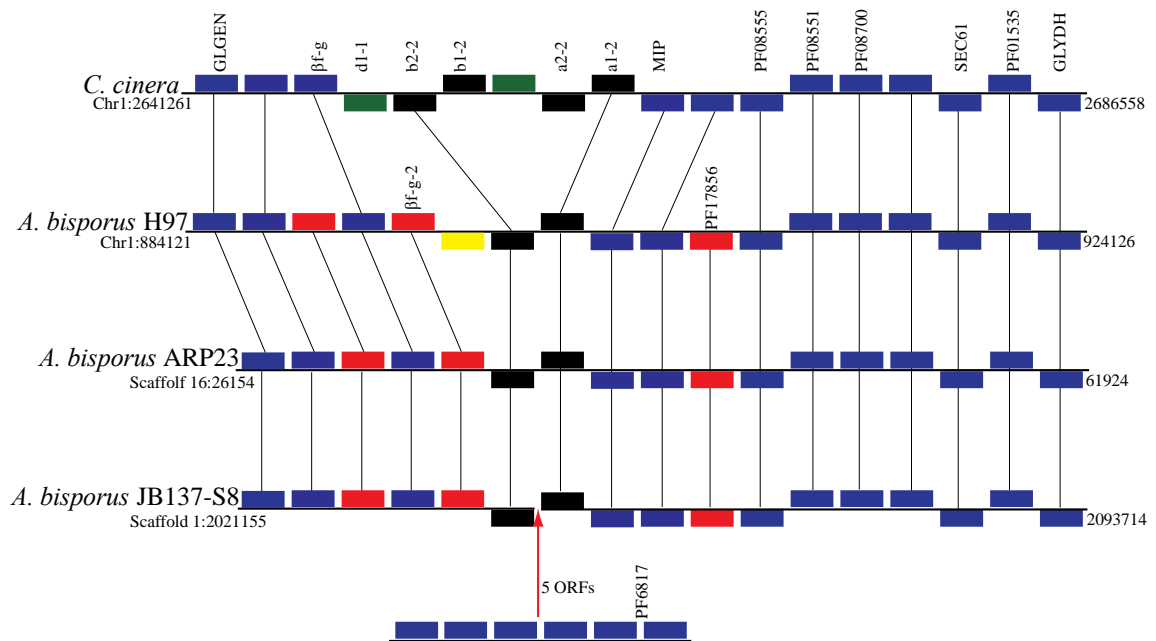 GLGEN βf-g d1-1 b2-2 b1-2 a2-2 a1-2 MIP PF08555 PF08551 PF08700 SEC61 PF01535 GLYDH
C. cinera
Chr1:2641261 2686558
βf-g-2 PF17856
A. bisporus H97
Chr1:884121 924126
A. bisporus ARP23
Scaffolf 16:26154 61924
A. bisporus JB137-S8
Scaffold 1:2021155 2093714
5 ORFs
PF6817